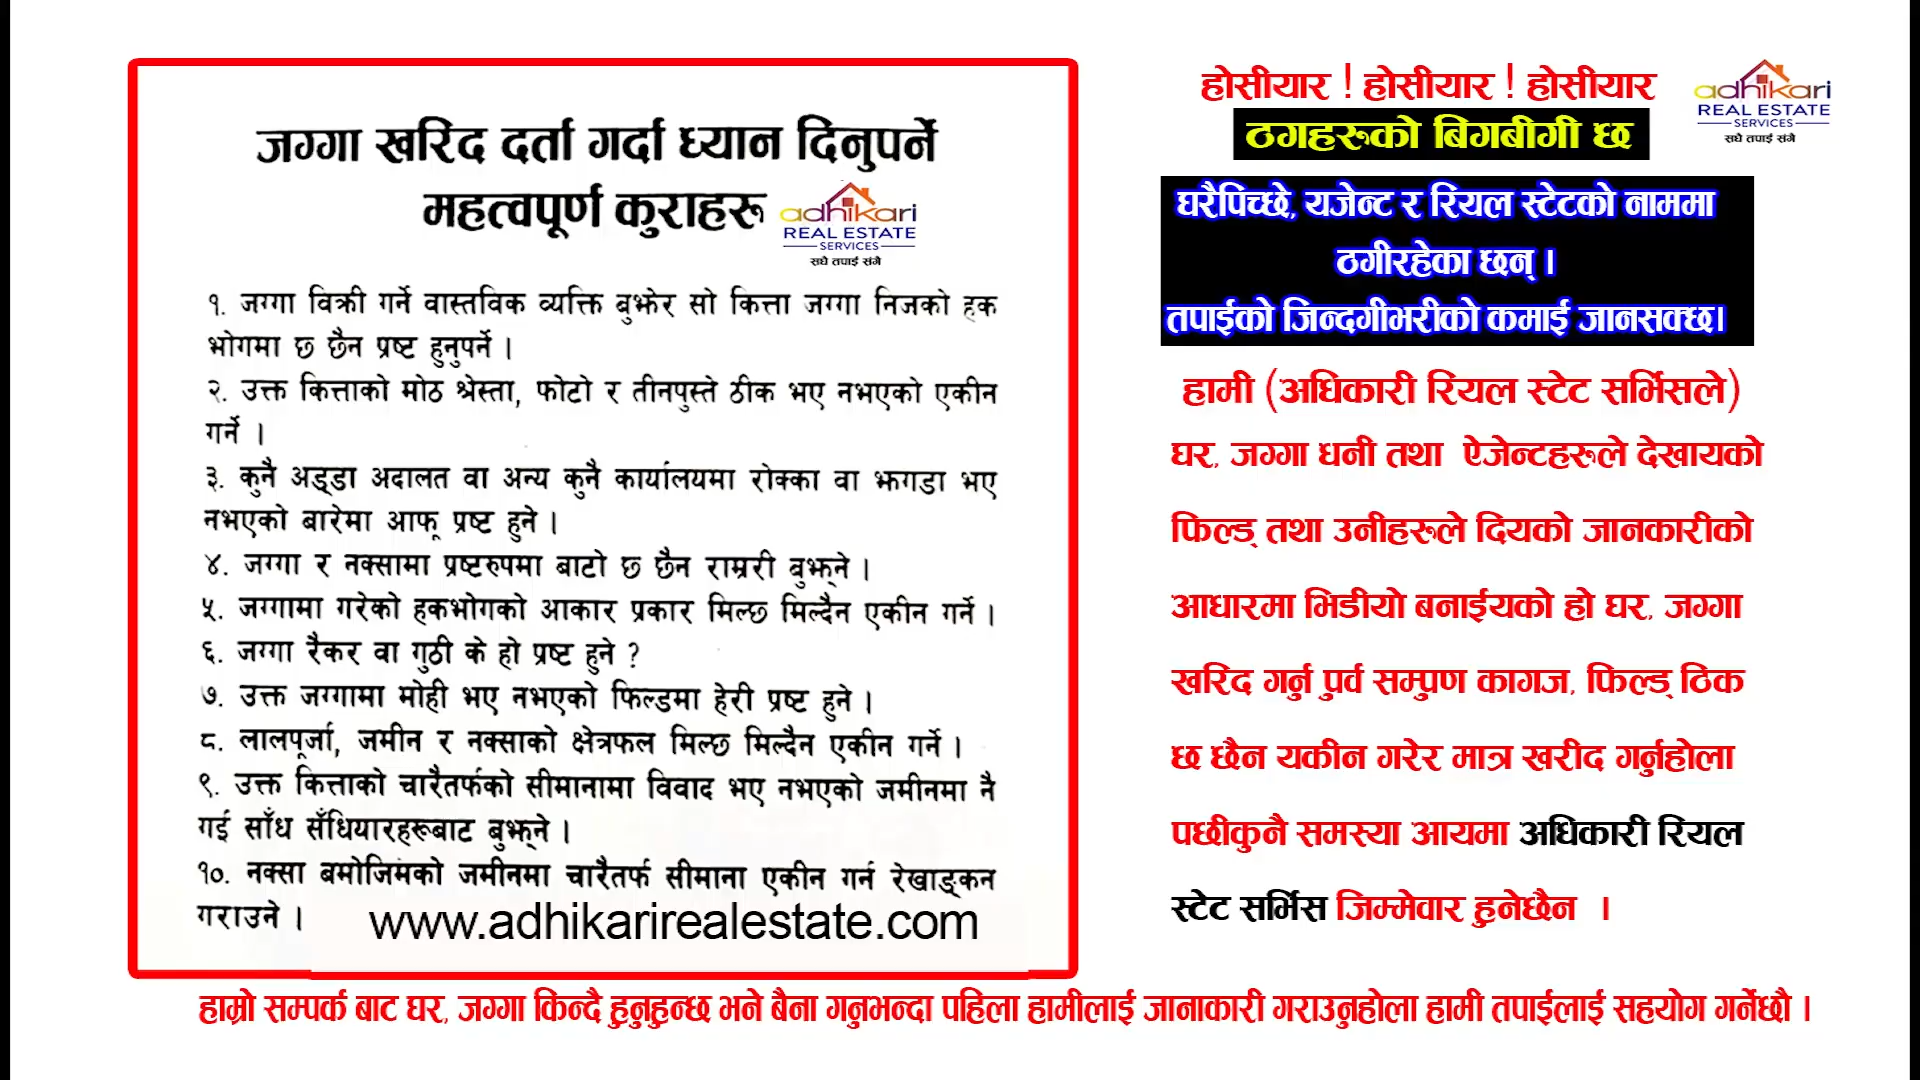 जग्गा खरिद दर्ता गर्दा ध्यान दिनुपर्ने
महत्वपूर्ण कुराहरू
adhikari
REAL ESTATE
SERVICES
सधै तपाई संगै
१. जग्गा विक्री गर्ने वास्तविक व्यक्ति बुझेर सो कित्ता जग्गा निजको हक
भोगमा छ छैन प्रष्ट हुनुपर्ने ।
२. उक्त कित्ताको मोठ श्रेस्ता, फोटो र तीनपुस्ते ठीक भए नभएको एकीन
गर्ने ।
३. कुनै अड्डा अदालत वा अन्य कुनै कार्यालयमा रोक्का वा झगडा भए
नभएको बारेमा आफू प्रष्ट हुने ।
४. जग्गा र नक्सामा प्रष्टरुपमा बाटो छ छैन राम्ररी बुझ्ने ।
५. जग्गामा गरेको हकभोगको आकार प्रकार मिल्छ मिल्दैन एकीन गर्ने ।
६. जग्गा रैकर वा गुठी के हो प्रष्ट हुने ?
७. उक्त जग्गामा मोही भए नभएको फिल्डमा हेरी प्रष्ट हुने ।
८. लालपूर्जा, जमीन र नक्साको क्षेत्रफल मिल्छ मिल्दैन एकीन गर्ने ।
९. उक्त कित्ताको चारैतर्फको सीमानामा विवाद भए नभएको जमीनमा नै
गई साँध सँधियारहरूबाट बुझ्ने ।
१०. नक्सा बमोजिमको जमीनमा चारैतर्फ सीमाना एकीन गर्न रेखाङ्कन
गराउने ।
www.adhikarirealestate.com
होसीयार ! होसीयार ! होसीयार
ठगहरुको बिगबीगी छ
adhikari
REAL ESTATE
SERVICES
सधै तपाई संगै
घरैपिच्छे, यजेन्ट र रियल स्टेटको नाममा
ठगीरहेका छन् ।
तपाईको जिन्दगीभरीको कमाई जानसक्छ।
हामी (अधिकारी रियल स्टेट सर्भिसले)
घर, जग्गा धनी तथा ऐजेन्टहरुले देखायको
फिल्ड् तथा उनीहरुले दियको जानकारीको
आधारमा भिडीयो बनाईयको हो घर, जग्गा
खरिद गर्नु पुर्व सम्पुण कागज, फिल्ड् ठिक
छ छैन यकीन गरेर मात्र खरीद गर्नुहोला
पछीकुनै समस्या आयमा अधिकारी रियल
स्टेट सर्भिस जिम्मेवार हुनेछैन ।
हाम्रो सम्पर्क बाट घर, जग्गा किन्दै हुनुहुन्छ भने बैना गनुभन्दा पहिला हामीलाई जानाकारी गराउनुहोला हामी तपाईलाई सहयोग गर्नेछौ ।